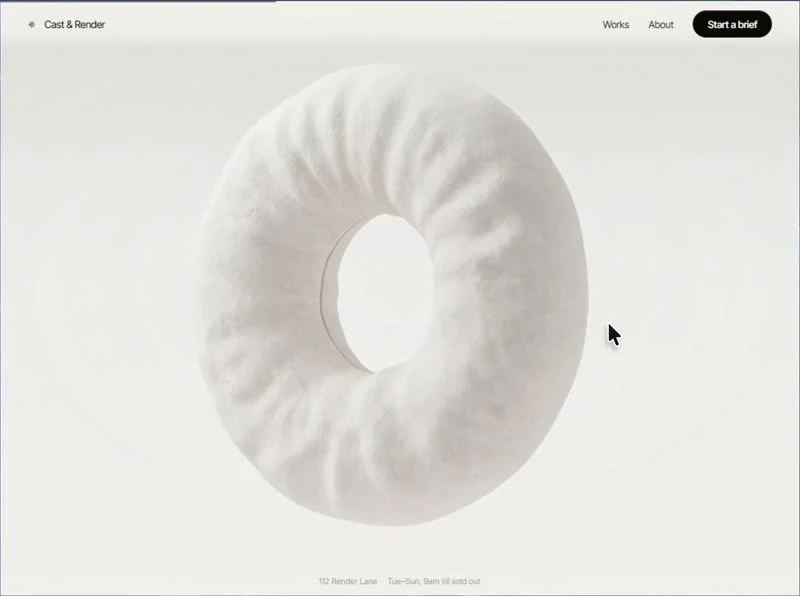 Cast & Render
Works
About
Start a brief
112 Render Lane · Tue–Sun, 9am till sold out